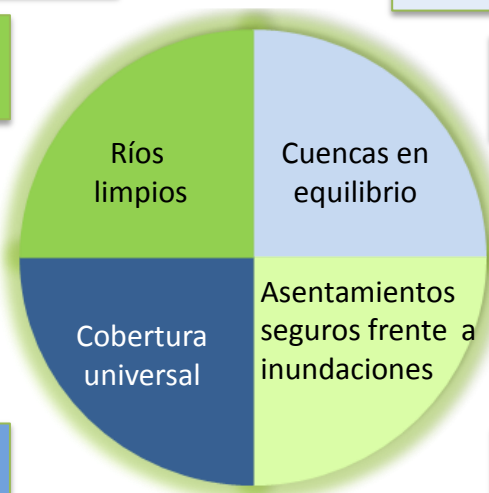 Ríos
limpios
Cuencas en
equilibrio
Cobertura
universal
Asentamientos
seguros frente a
inundaciones